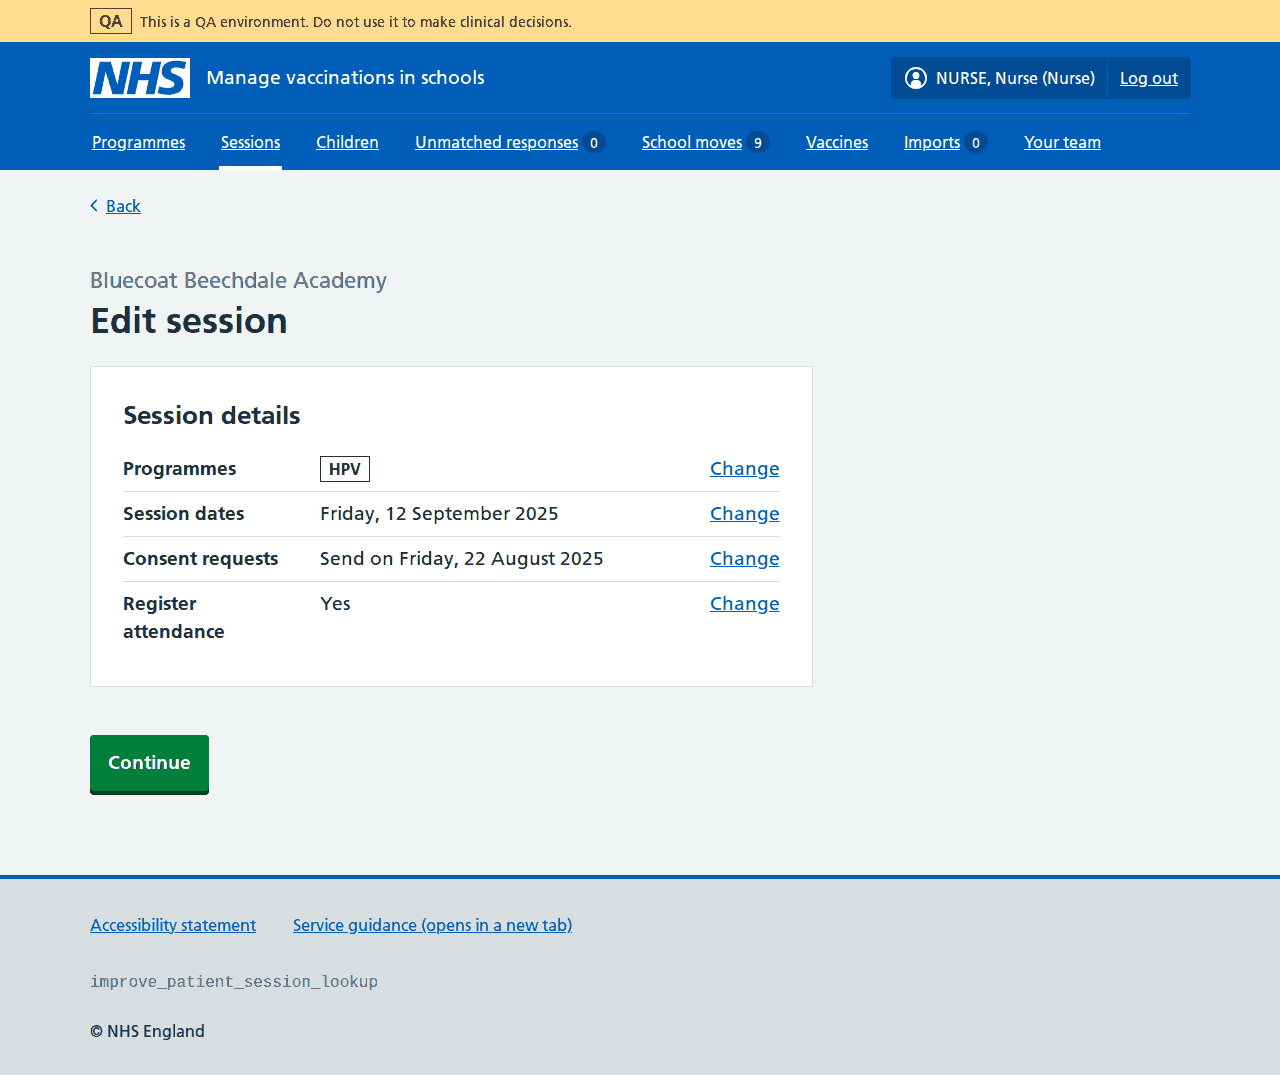 QA This is a QA environment. Do not use it to make clinical decisions.
NHS Manage vaccinations in schools NURSE, Nurse (Nurse) Log out
Programmes Sessions Children Unmatched responses 0 School moves 9 Vaccines Imports 0 Your team
Back
Bluecoat Beechdale Academy
Edit session
Session details
Programmes HPV Change
Session dates Friday, 12 September 2025 Change
Consent requests Send on Friday, 22 August 2025 Change
Register Yes Change
attendance
Continue
Accessibility statement Service guidance (opens in a new tab)
improve_patient_session_lookup
© NHS England